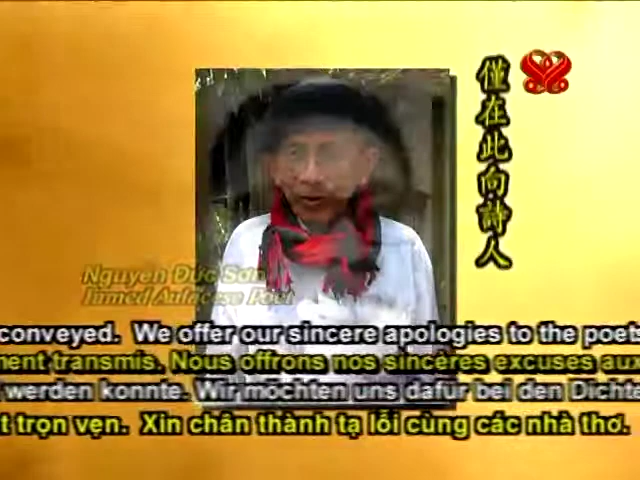 僅在此向詩人
Nguyen Đức Sơn
Famed Aulacese Poet
conveyed. We offer our sincere apologies to the poets
ment transmis. Nous offrons nos sincères excuses aux
werden konnte. Wir möchten uns dafür bei den Dichte
t trọn vẹn. Xin chân thành tạ lỗi cùng các nhà thơ.